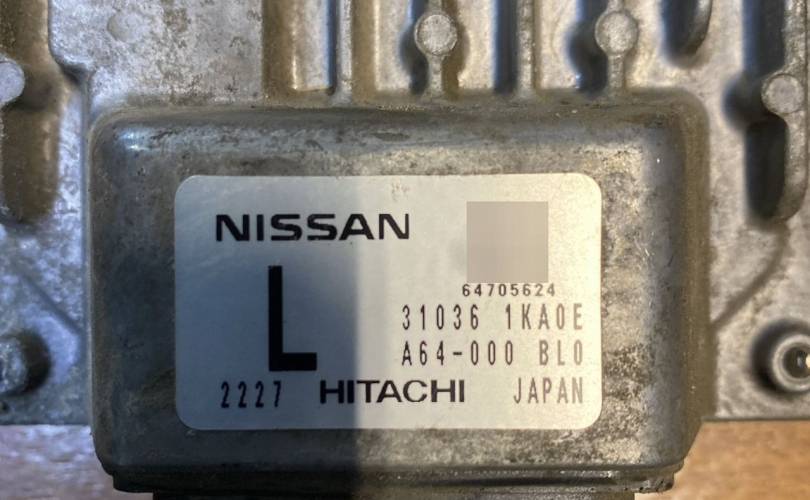 NISSAN
64705624
L
31036 1KA0E
A64-000 BL0
2227 HITACHI JAPAN